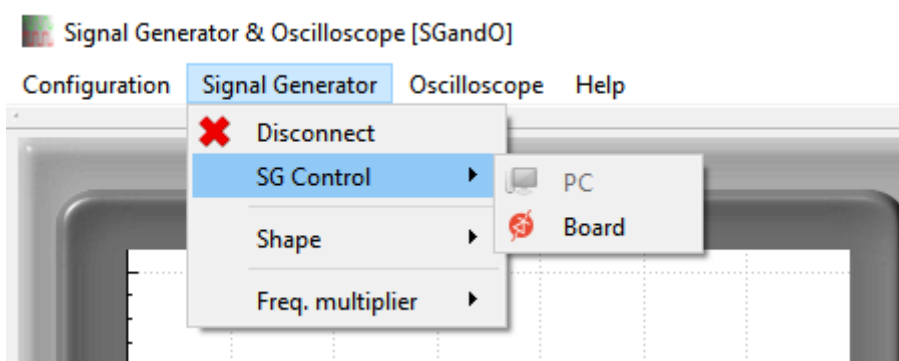 Signal Generator & Oscilloscope [SGandO]
Configuration Signal Generator Oscilloscope Help
Disconnect
SG Control
PC
Board
Shape
Freq. multiplier